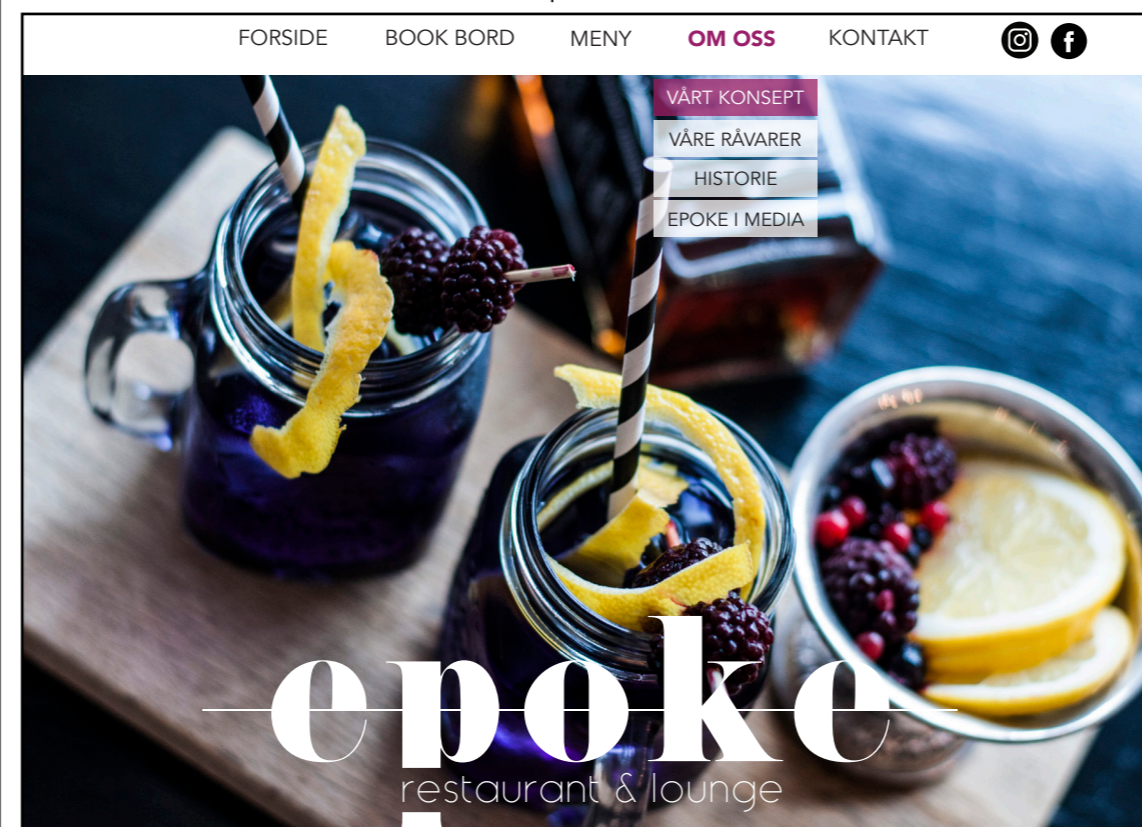 FORSIDE BOOK BORD MENY OM OSS KONTAKT
VÅRT KONSEPT
VÅRE RÅVARER
HISTORIE
EPOKE I MEDIA
epoke
restaurant & lounge